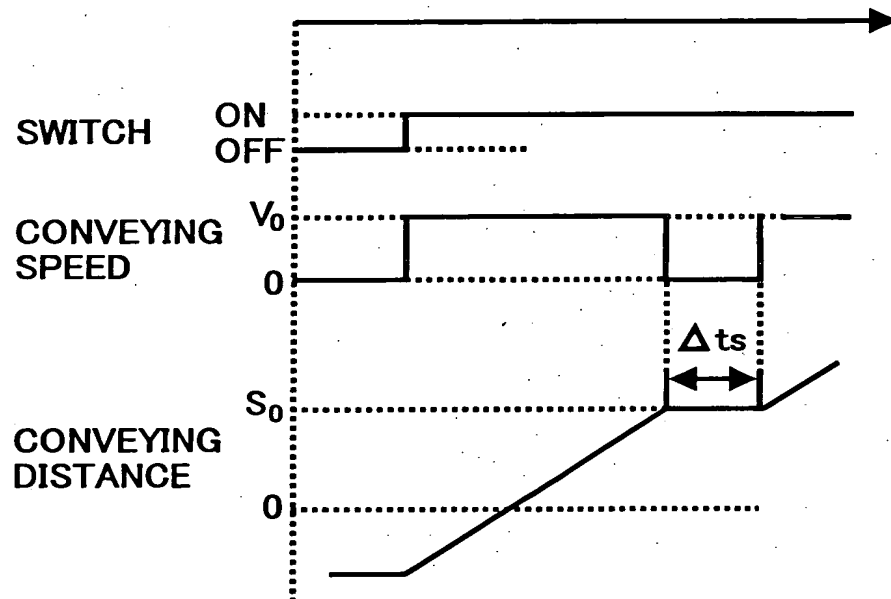 ON
SWITCH
OFF
V₀
CONVEYING
SPEED
0
Δts
S₀
CONVEYING
DISTANCE
0